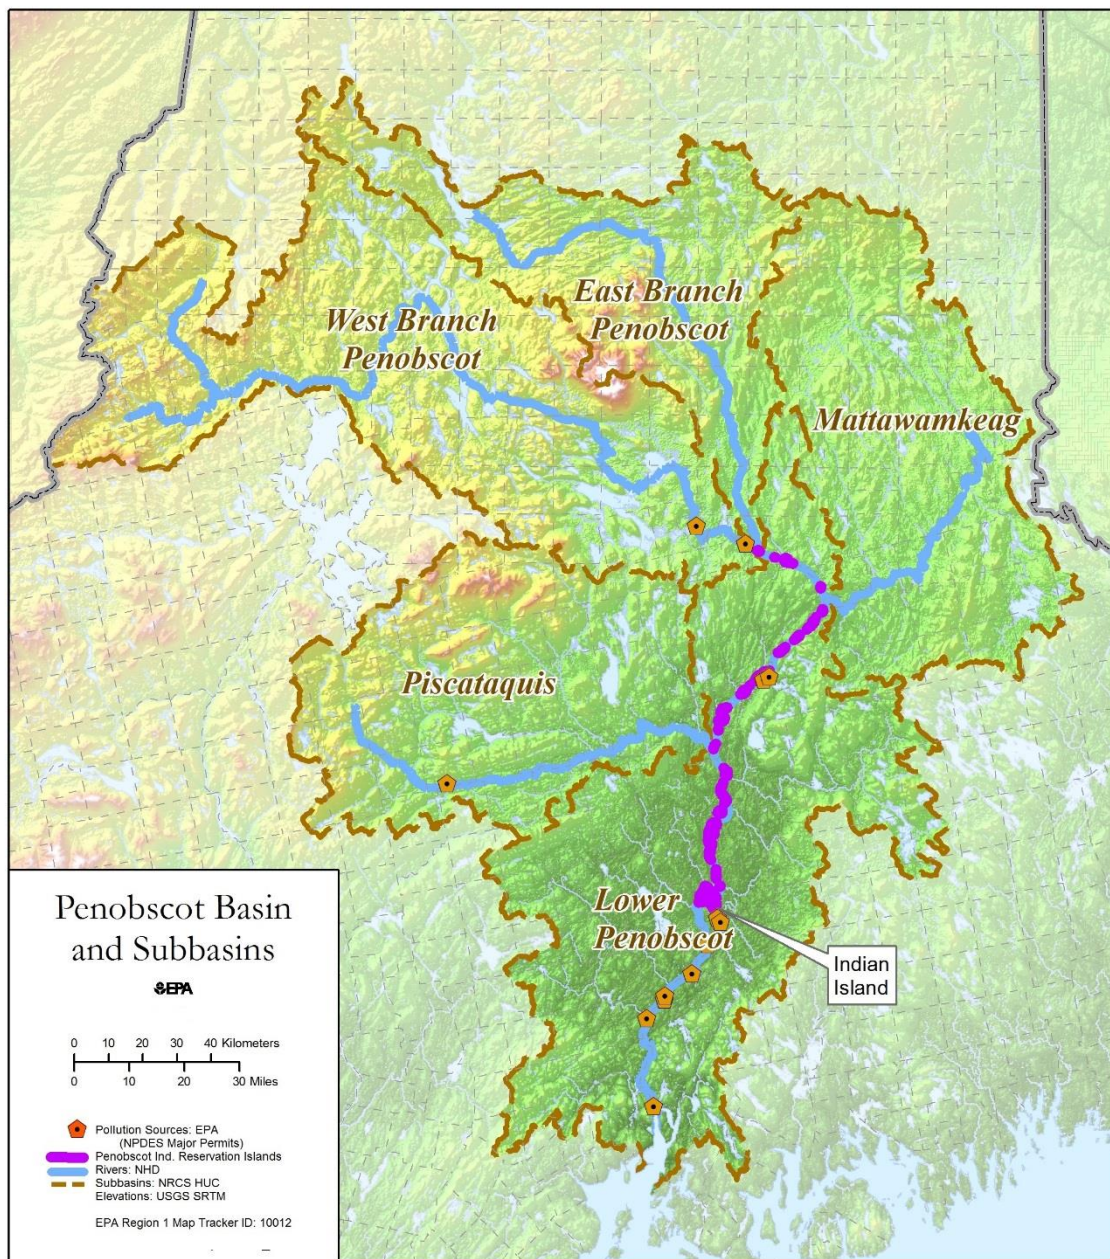 East Branch
Penobscot
West Branch
Penobscot
Mattawamkeag
Piscataquis
Lower
Penobscot
Indian
Island
Penobscot Basin
and Subbasins
EPA
0 10 20 30 40 Kilometers
0 10 20 30 Miles
Pollution Sources: EPA
(NPDES Major Permits)
Penobscot Ind. Reservation Islands
Rivers: NHD
Subbasins: NRCS HUC
Elevations: USGS SRTM
EPA Region 1 Map Tracker ID: 10012